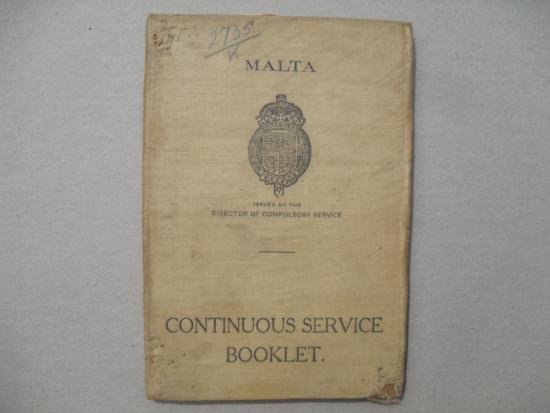 2735
K
MALTA
ISSUED BY THE
DIRECTOR OF COMPULSORY SERVICE
CONTINUOUS SERVICE
BOOKLET.